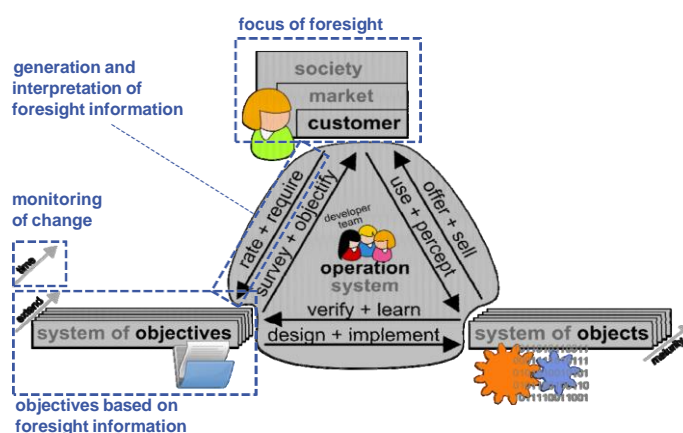 focus of foresight
generation and
interpretation of
foresight information
society
market
customer
monitoring
of change
time
extend
rate + require
survey + objectify
use + percept
offer + sell
developer
team
operation
system
verify + learn
design + implement
system of objectives
system of objects
maturity
objectives based on
foresight information